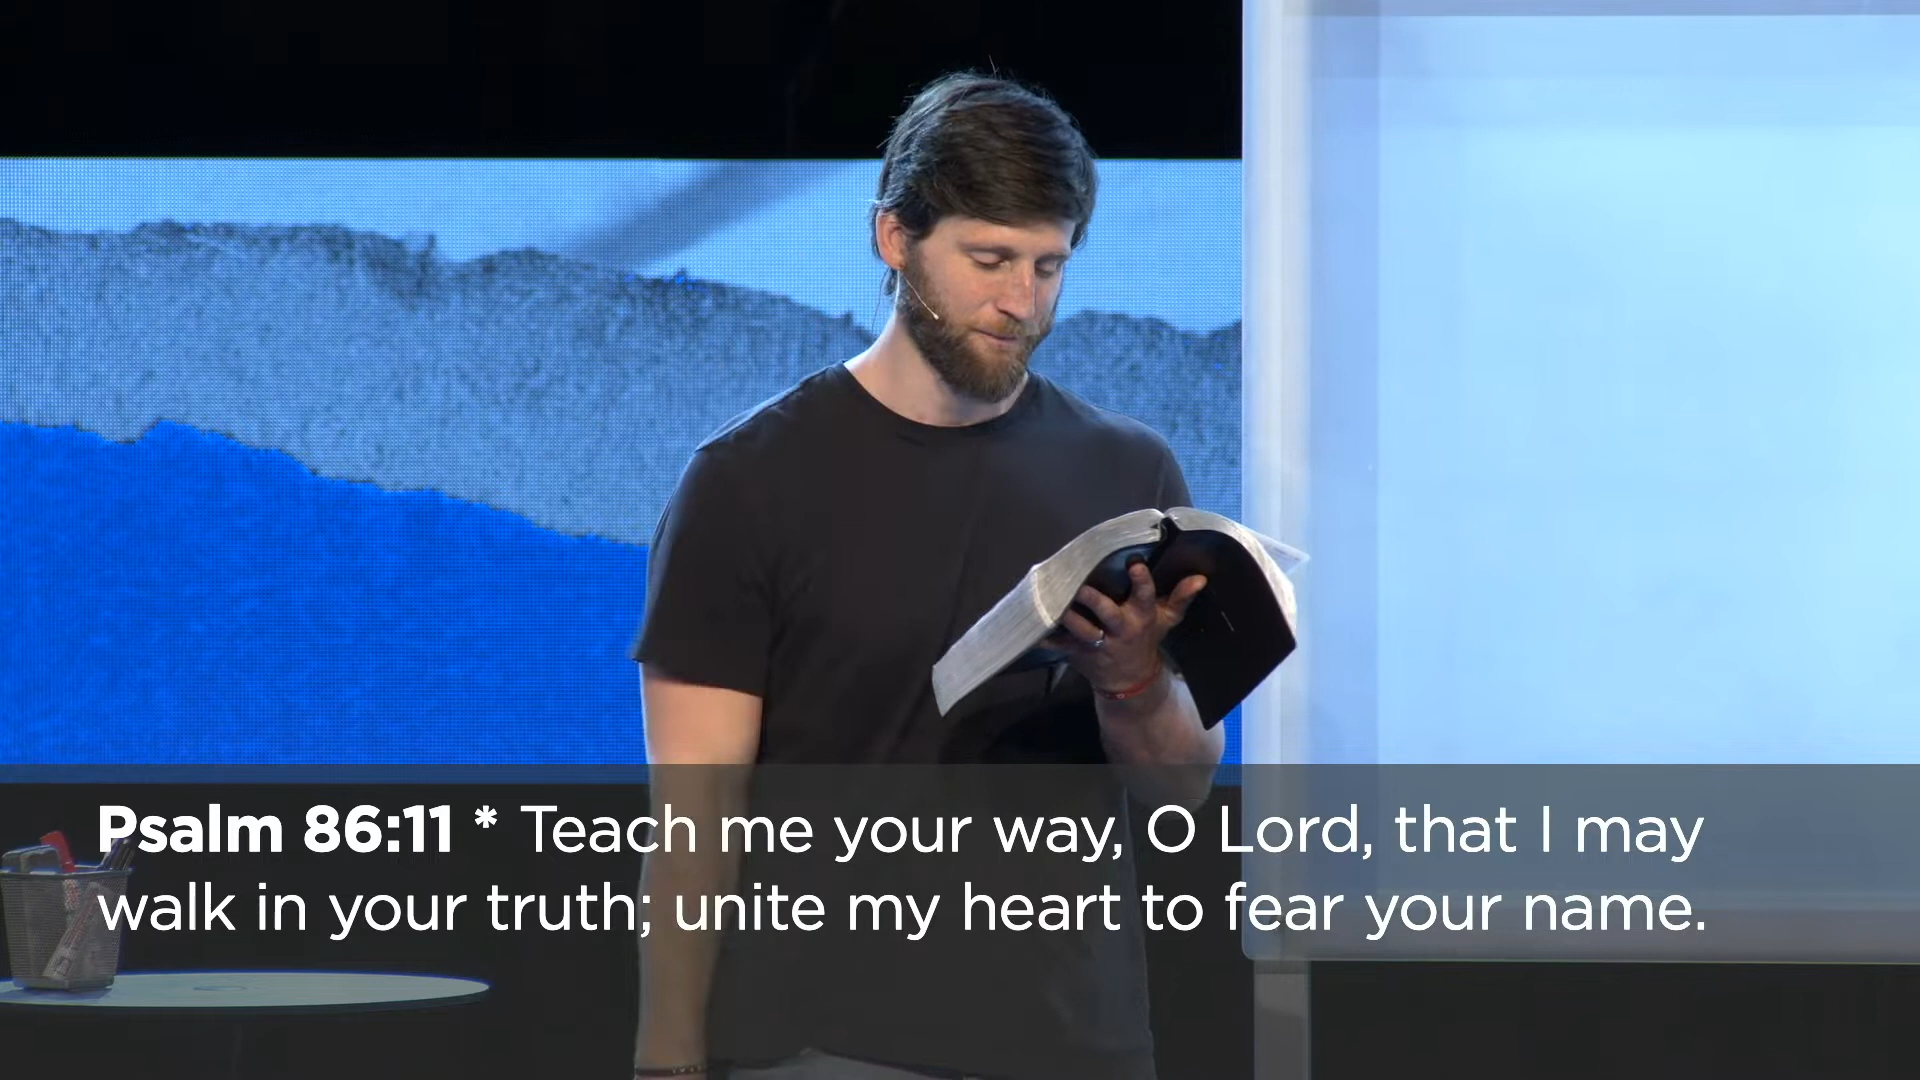 Psalm 86:11 * Teach me your way, O Lord, that I may
walk in your truth; unite my heart to fear your name.